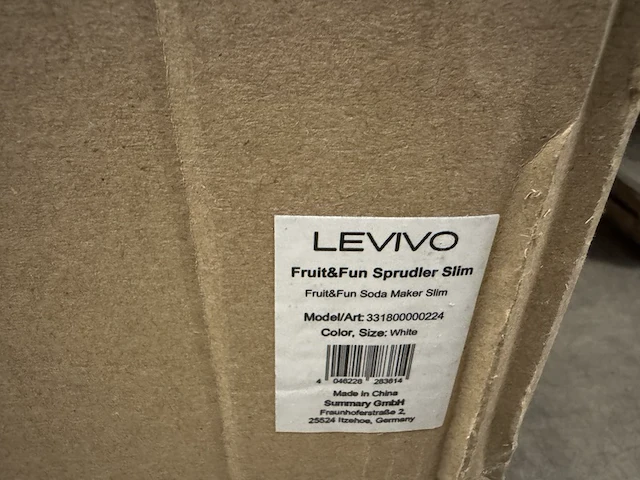 LEVIVO
Fruit&Fun Sprudler Slim
Fruit&Fun Soda Maker Slim
Model/Art: 331800000224
Color, Size: White
4 046228 283614
Made in China
Summary GmbH
Fraunhoferstraße 2,
25524 Itzehoe, Germany